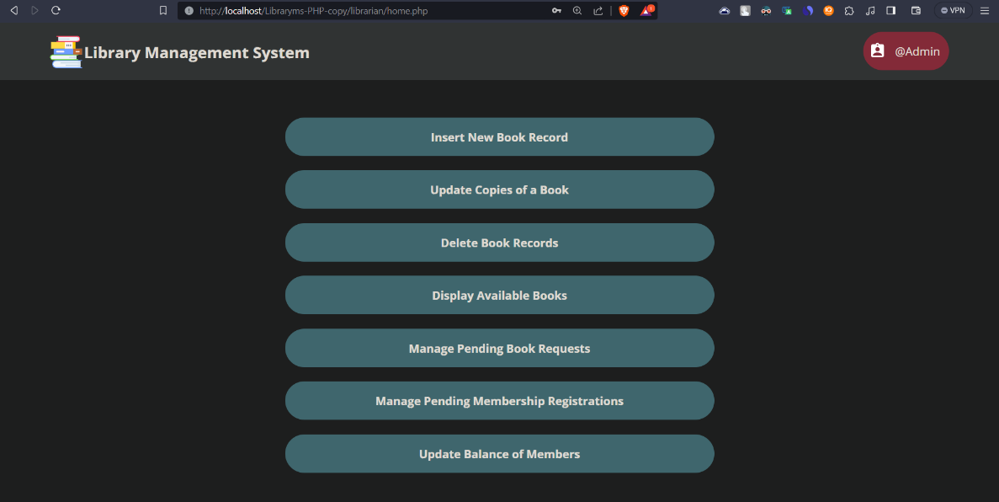 http://localhost/Libraryms-PHP-copy/librarian/home.php
VPN
Library Management System
@Admin
Insert New Book Record
Update Copies of a Book
Delete Book Records
Display Available Books
Manage Pending Book Requests
Manage Pending Membership Registrations
Update Balance of Members